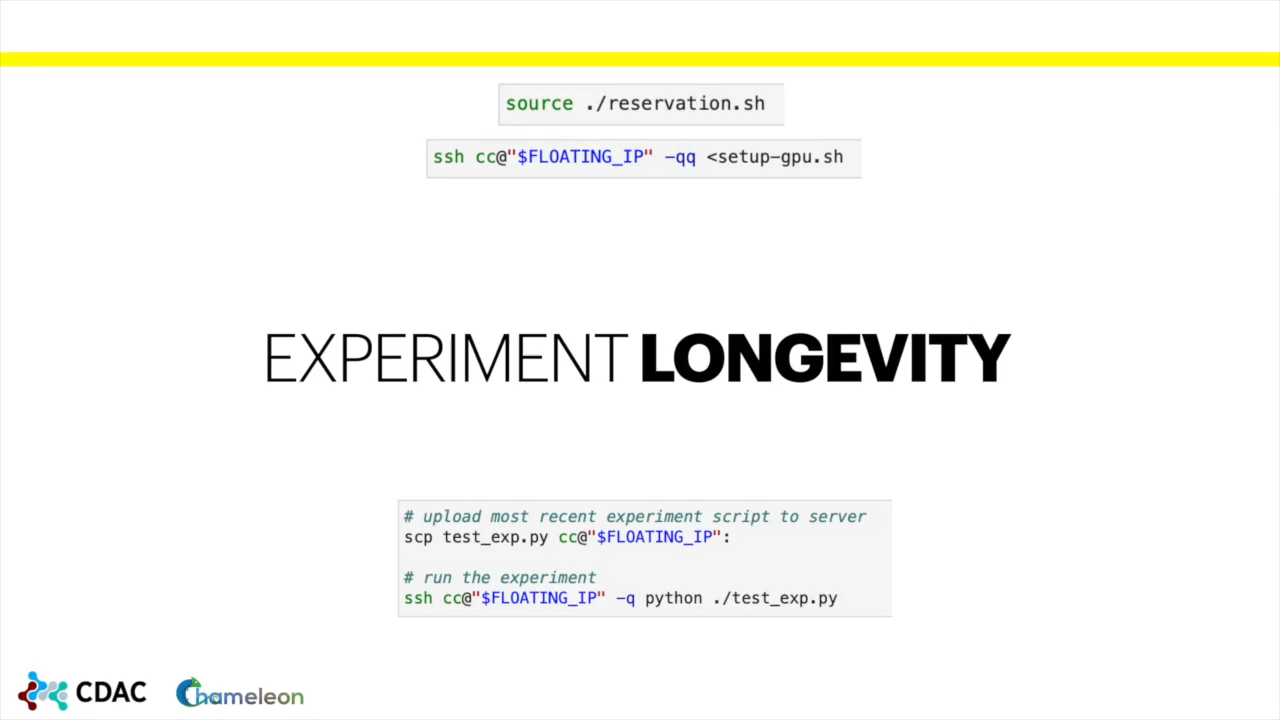 source ./reservation.sh
ssh cc@"$FLOATING_IP" -qq <setup-gpu.sh
EXPERIMENT LONGEVITY
# upload most recent experiment script to server
scp test_exp.py cc@"$FLOATING_IP":
# run the experiment
ssh cc@"$FLOATING_IP" -q python ./test_exp.py
CDAC
Chameleon